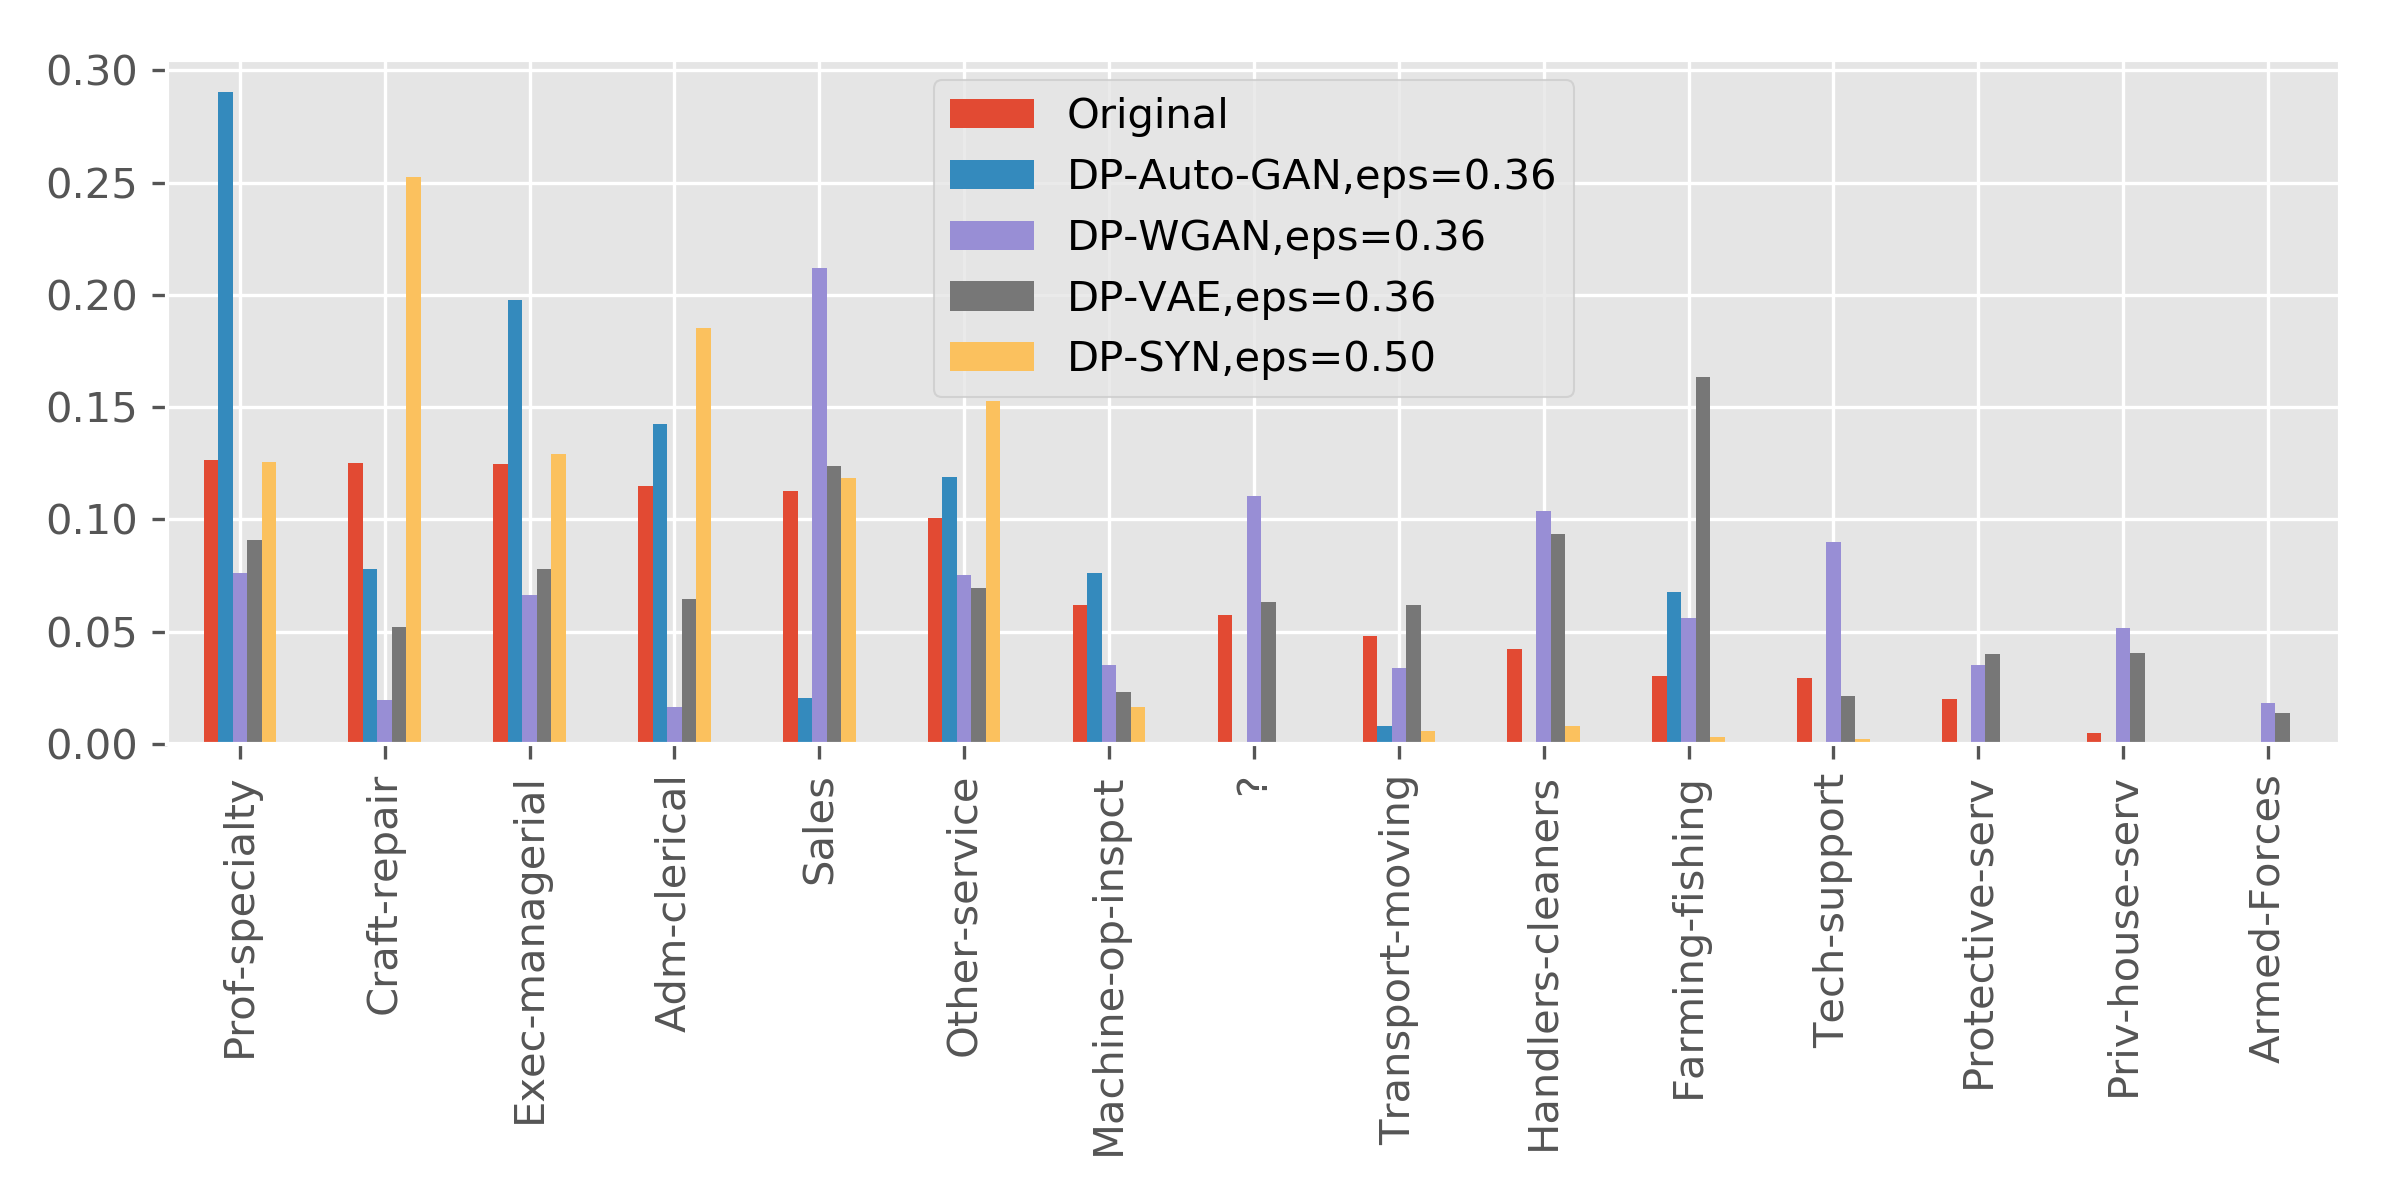 0.30
0.25
0.20
0.15
0.10
0.05
0.00
Original
DP-Auto-GAN,eps=0.36
DP-WGAN,eps=0.36
DP-VAE,eps=0.36
DP-SYN,eps=0.50
Prof-specialty
Craft-repair
Exec-managerial
Adm-clerical
Sales
Other-service
Machine-op-inspct
?
Transport-moving
Handlers-cleaners
Farming-fishing
Tech-support
Protective-serv
Priv-house-serv
Armed-Forces